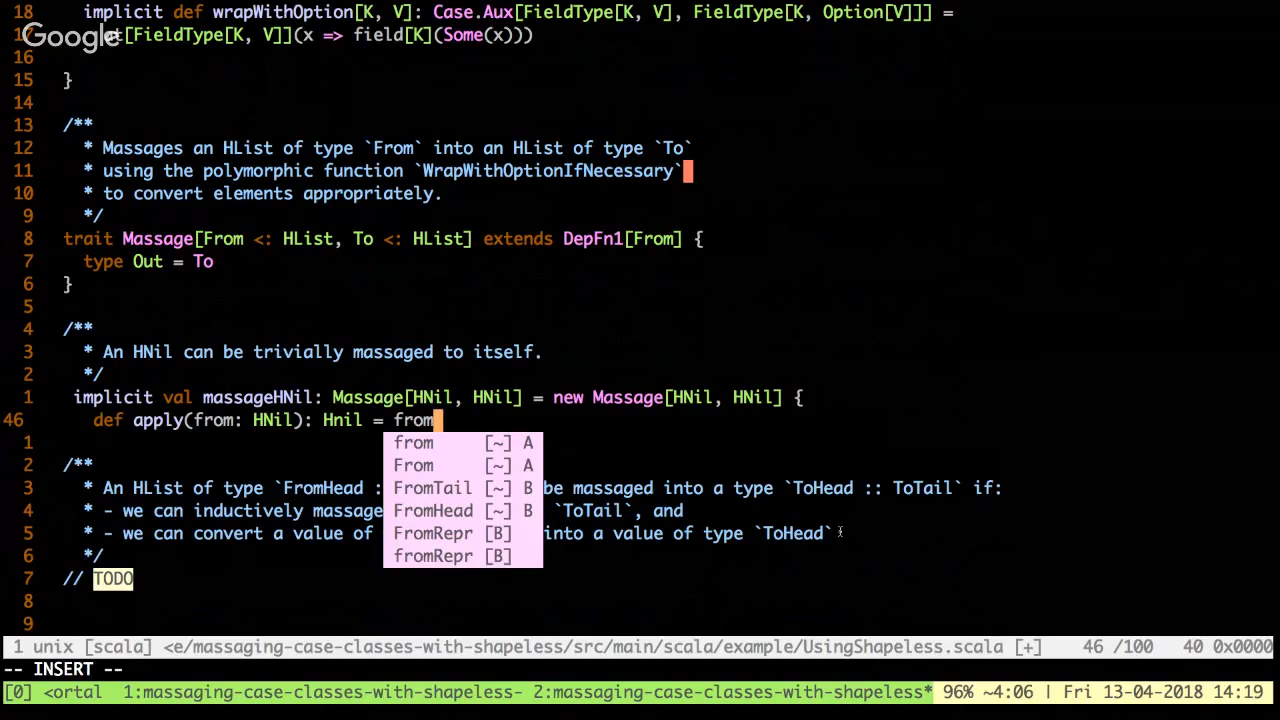 18     implicit def wrapWithOption[K, V]: Case.Aux[FieldType[K, V], FieldType[K, Option[V]]] =
Google
17 [FieldType[K, V]](x => field[K](Some(x)))
16
15   }
14
13   /**
12     * Massages an HList of type `From` into an HList of type `To`
11     * using the polymorphic function `WrapWithOptionIfNecessary`
10     * to convert elements appropriately.
9     */
8   trait Massage[From <: HList, To <: HList] extends DepFn1[From] {
7     type Out = To
6   }
5
4   /**
3     * An HNil can be trivially massaged to itself.
2     */
1    implicit val massageHNil: Massage[HNil, HNil] = new Massage[HNil, HNil] {
46      def apply(from: HNil): Hnil = from
1 from [~] A
2   /** From [~] A
3     * An HList of type `FromHead : FromTail [~] B be massaged into a type `ToHead :: ToTail` if:
4     * - we can inductively massage FromHead [~] B `ToTail`, and
5     * - we can convert a value of FromRepr [B] into a value of type `ToHead`
6     */ fromRepr [B]
7   // TODO
8
9
1 unix [scala] <e/massaging-case-classes-with-shapeless/src/main/scala/example/UsingShapeless.scala [+] 46 /100 40 0x0000
-- INSERT --
[0] <ortal 1:massaging-case-classes-with-shapeless- 2:massaging-case-classes-with-shapeless* 96% ~4:06 | Fri 13-04-2018 14:19